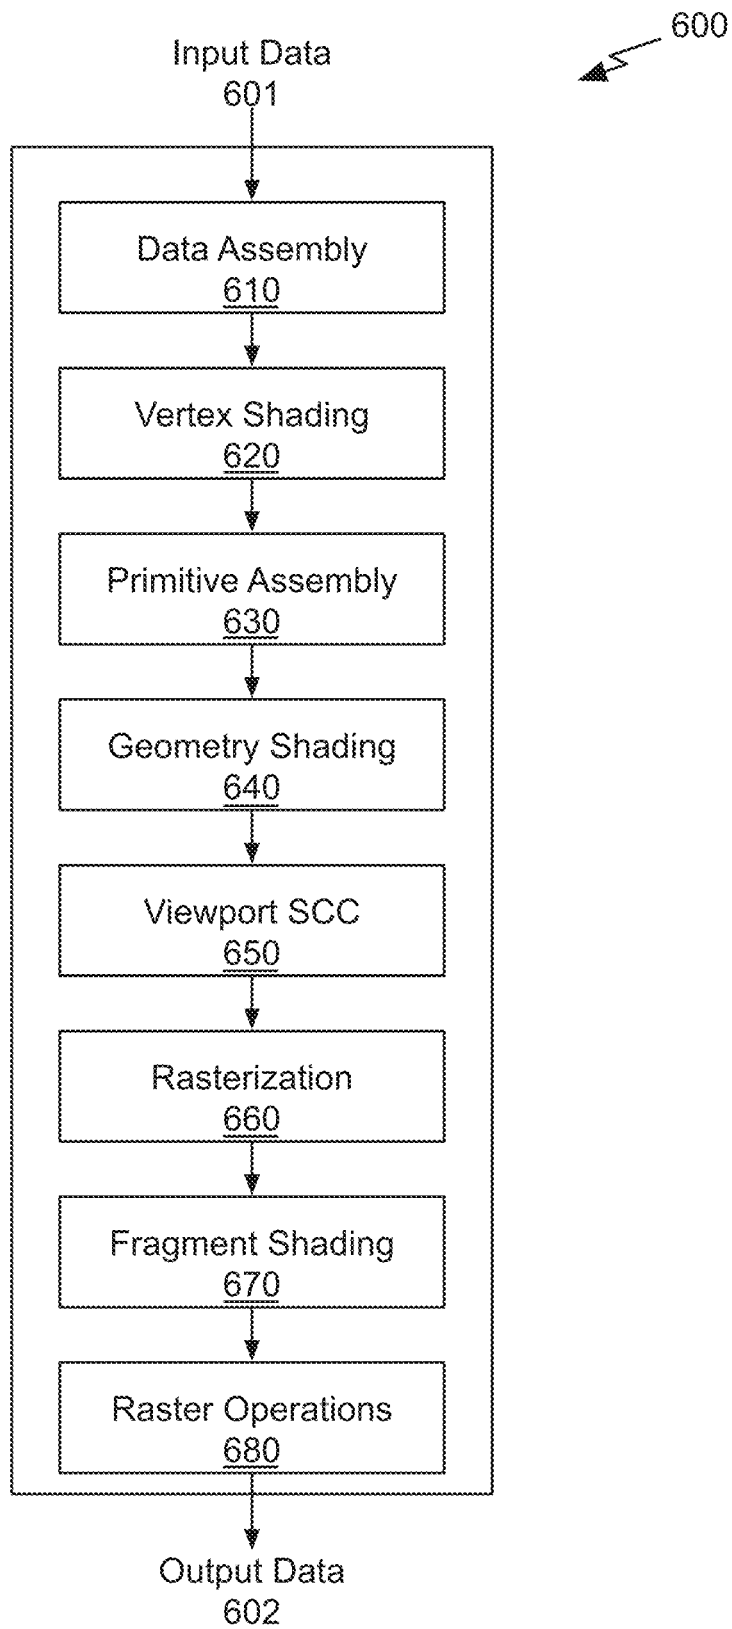 600
Input Data
601
Data Assembly
610
Vertex Shading
620
Primitive Assembly
630
Geometry Shading
640
Viewport SCC
650
Rasterization
660
Fragment Shading
670
Raster Operations
680
Output Data
602